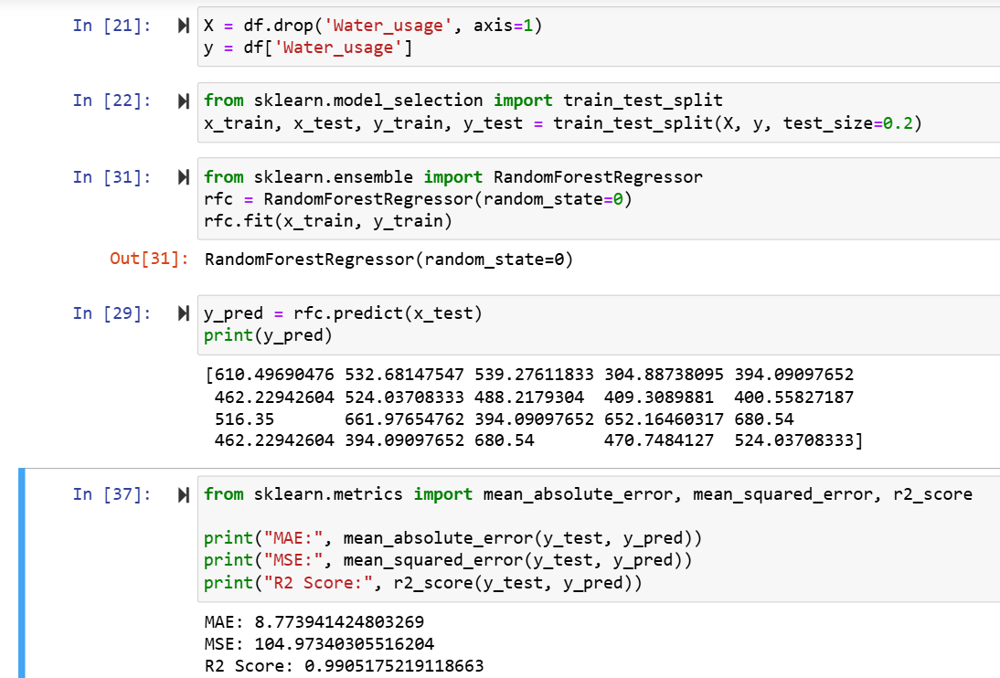 In [21]: X = df.drop('Water_usage', axis=1)
y = df['Water_usage']
In [22]: from sklearn.model_selection import train_test_split
x_train, x_test, y_train, y_test = train_test_split(X, y, test_size=0.2)
In [31]: from sklearn.ensemble import RandomForestRegressor
rfc = RandomForestRegressor(random_state=0)
rfc.fit(x_train, y_train)
Out[31]: RandomForestRegressor(random_state=0)
In [29]: y_pred = rfc.predict(x_test)
print(y_pred)
[610.49690476 532.68147547 539.27611833 304.88738095 394.09097652
462.22942604 524.03708333 488.2179304  409.3089881  400.55827187
516.35       661.97654762 394.09097652 652.16460317 680.54
462.22942604 394.09097652 680.54       470.7484127  524.03708333]
In [37]: from sklearn.metrics import mean_absolute_error, mean_squared_error, r2_score
print("MAE:", mean_absolute_error(y_test, y_pred))
print("MSE:", mean_squared_error(y_test, y_pred))
print("R2 Score:", r2_score(y_test, y_pred))
MAE: 8.773941424803269
MSE: 104.97340305516204
R2 Score: 0.9905175219118663